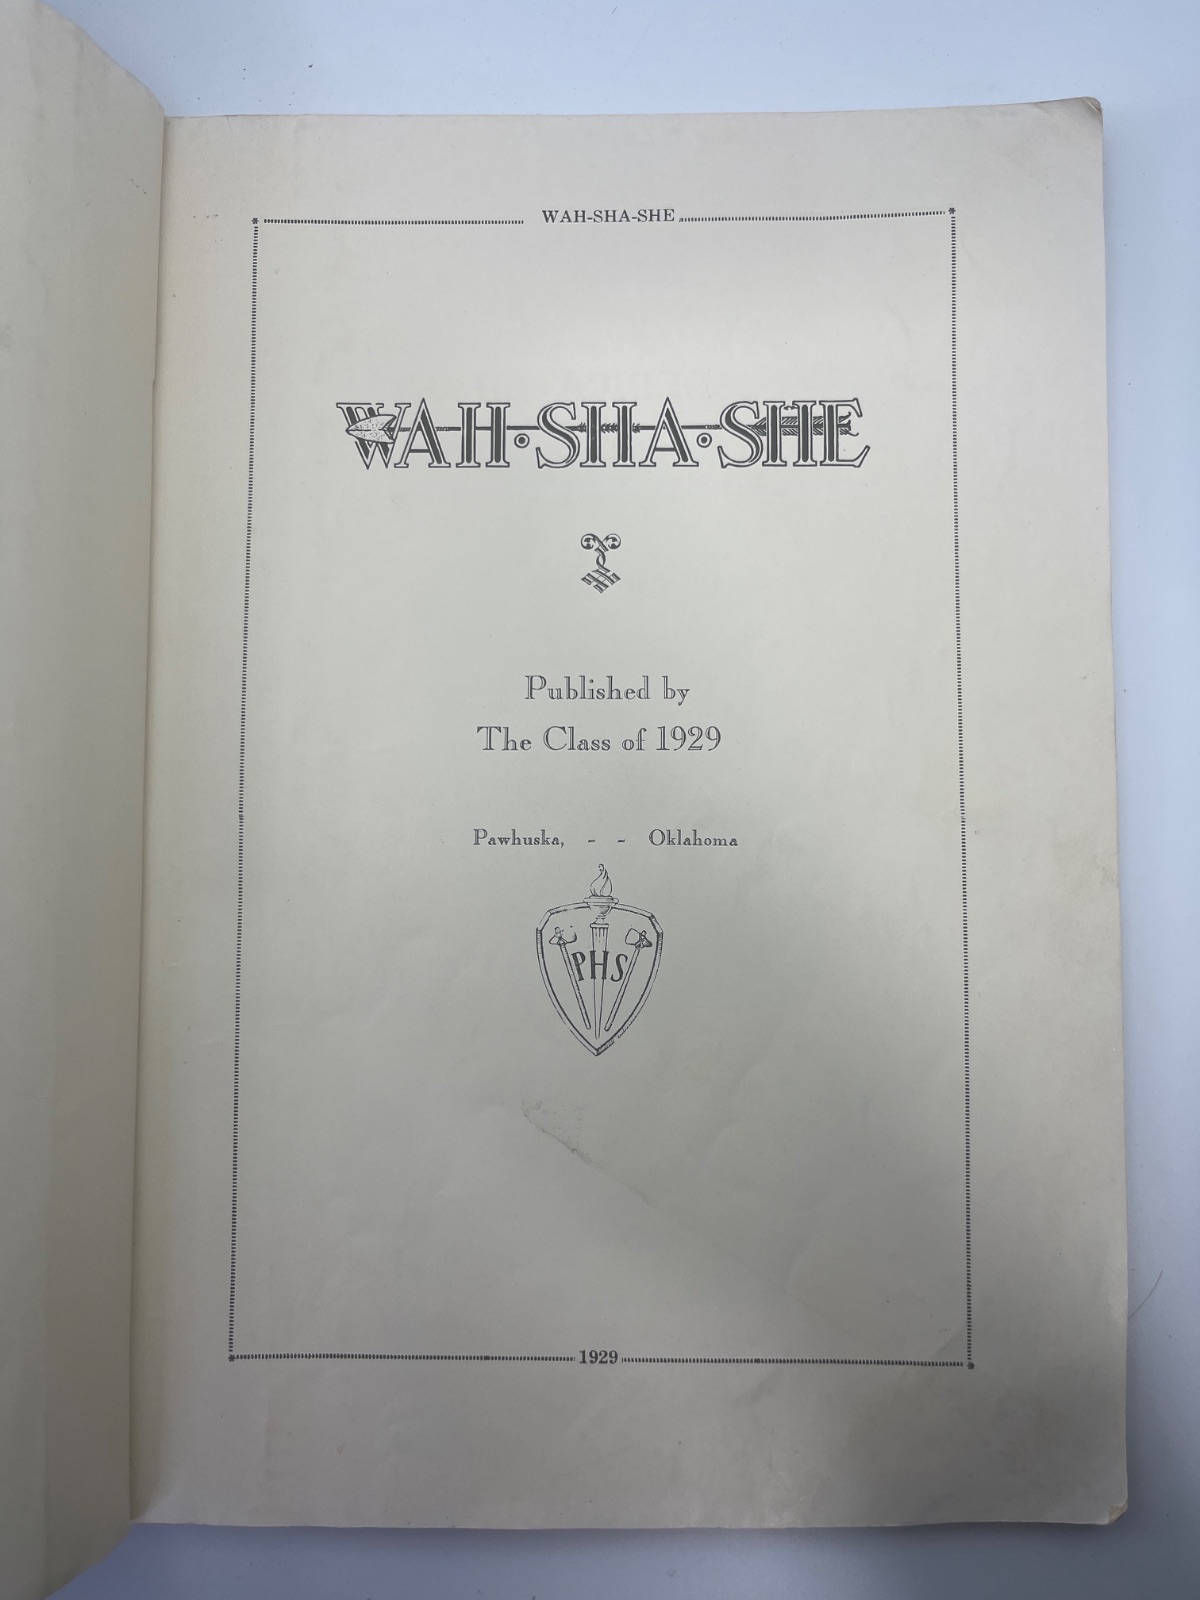 WAH-SHA-SHE
WAH·SHA·SHE
Published by
The Class of 1929
Pawhuska, - - Oklahoma
PHS
1929